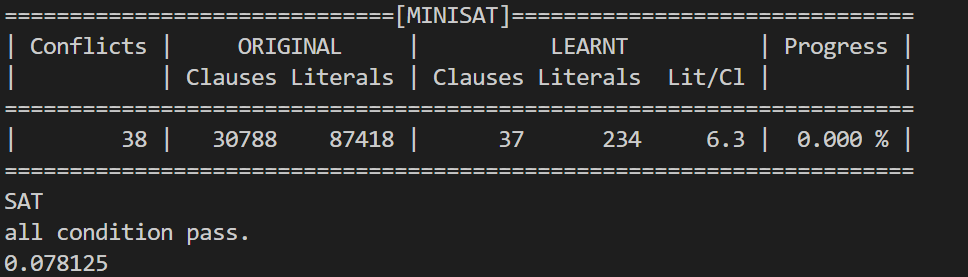 ==============================[MINISAT]===============================
| Conflicts |     ORIGINAL     |          LEARNT          | Progress |
|           | Clauses Literals | Clauses Literals  Lit/Cl |          |
======================================================================
|        38 |   30788    87418 |      37      234     6.3 |  0.000 % |
======================================================================
SAT
all condition pass.
0.078125